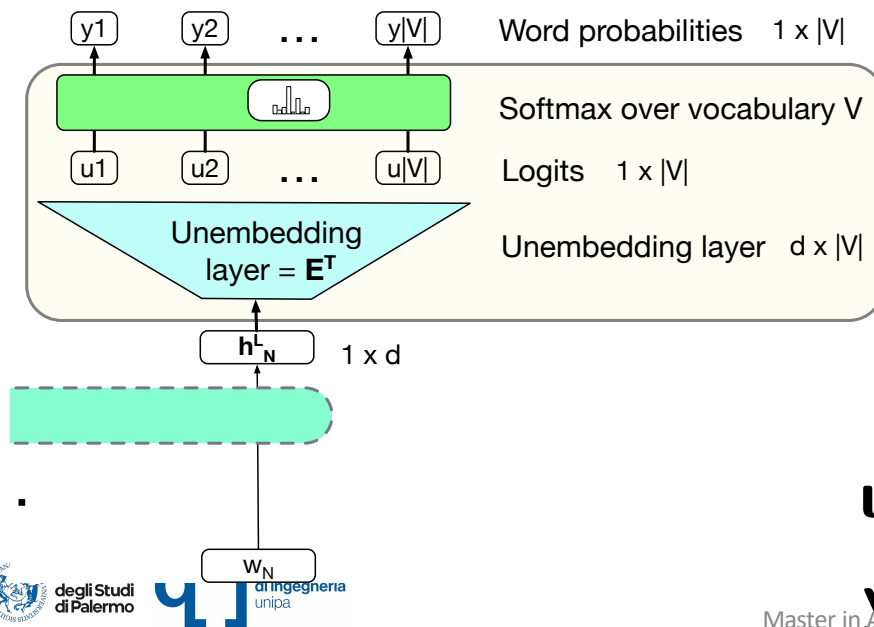 y1 y2 ... y|V| Word probabilities 1 x |V|
Softmax over vocabulary V
u1 u2 ... u|V| Logits 1 x |V|
Unembedding
layer = E^T
Unembedding layer d x |V|
h^L_N 1 x d
.
w_N
degli Studi
di Palermo
di ingegneria
unipa
Master in